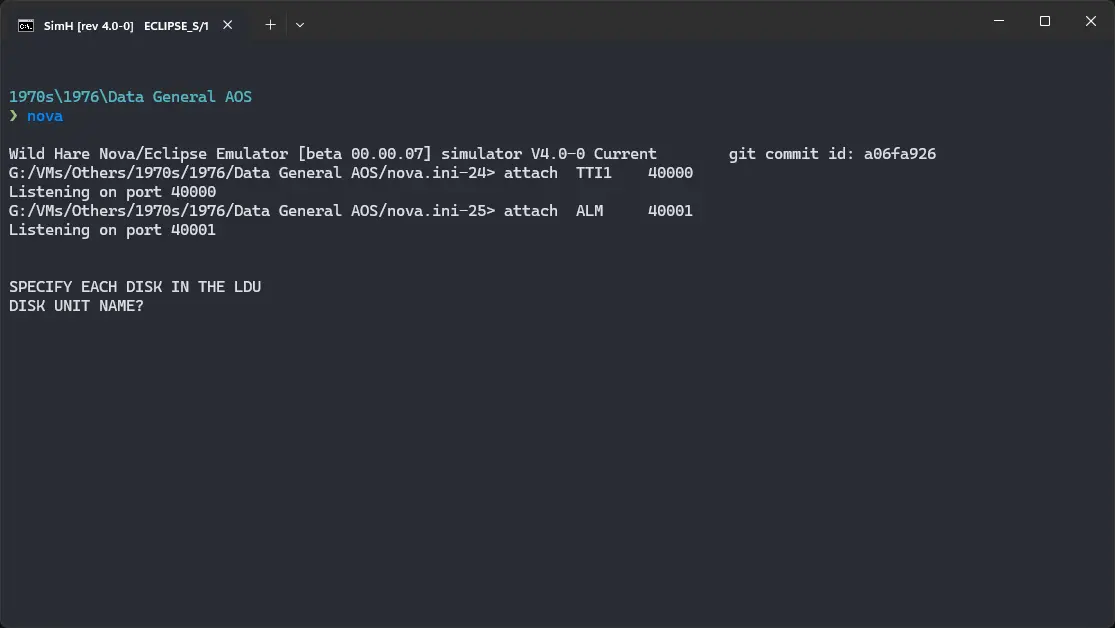 SimH [rev 4.0-0] ECLIPSE_S/1
1970s\1976\Data General AOS
❯ nova
Wild Hare Nova/Eclipse Emulator [beta 00.00.07] simulator V4.0-0 Current        git commit id: a06fa926
G:/VMs/Others/1970s/1976/Data General AOS/nova.ini-24> attach  TTI1    40000
Listening on port 40000
G:/VMs/Others/1970s/1976/Data General AOS/nova.ini-25> attach  ALM     40001
Listening on port 40001
SPECIFY EACH DISK IN THE LDU
DISK UNIT NAME?